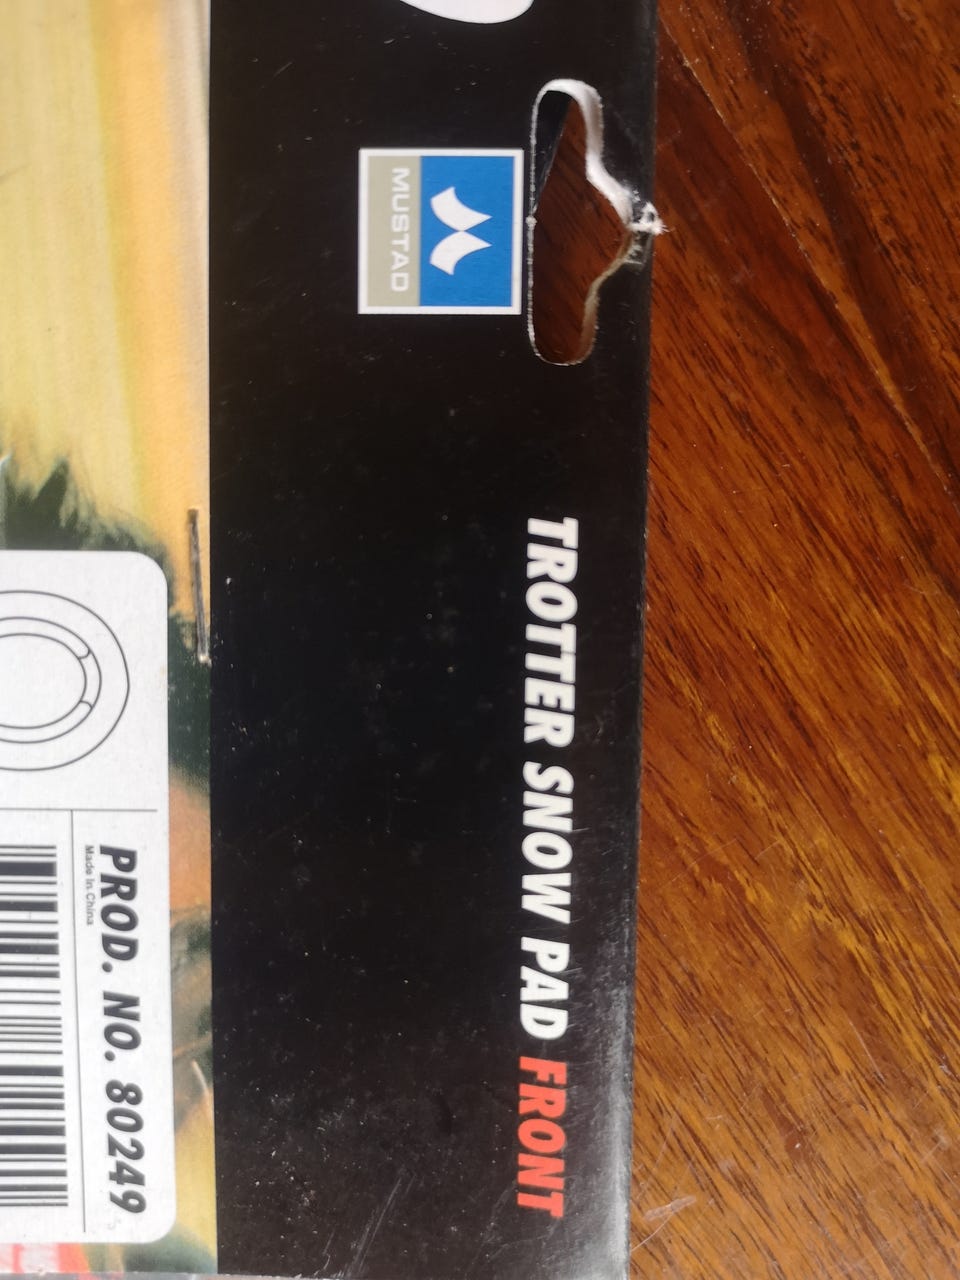 MUSTAD
TROTTER SNOW PAD FRONT
PROD. NO. 80249
Made In China